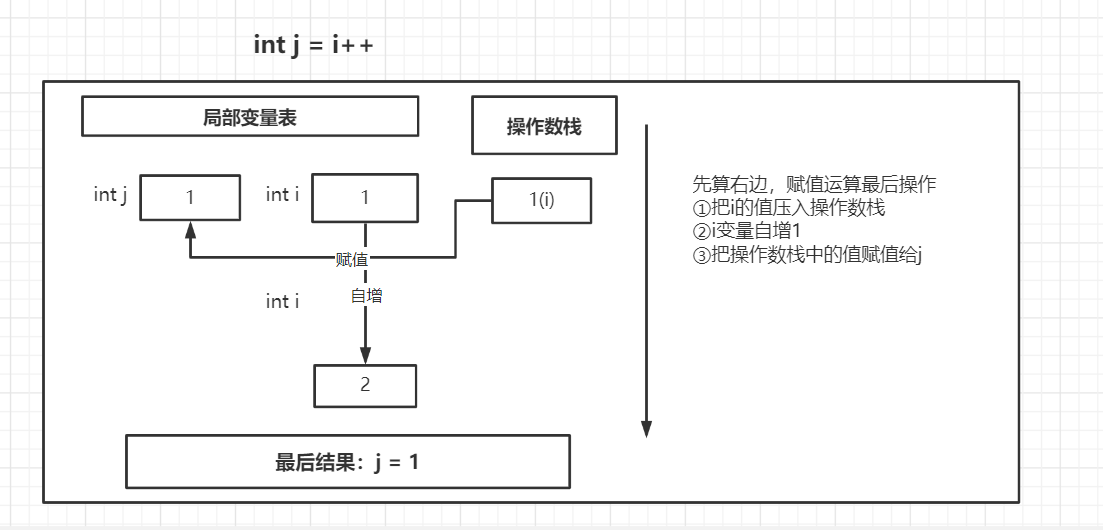 int j = i++
局部变量表
操作数栈
int j
1
int i
1
1(i)
赋值
int i
自增
2
最后结果：j = 1
先算右边，赋值运算最后操作
①把i的值压入操作数栈
②i变量自增1
③把操作数栈中的值赋值给j